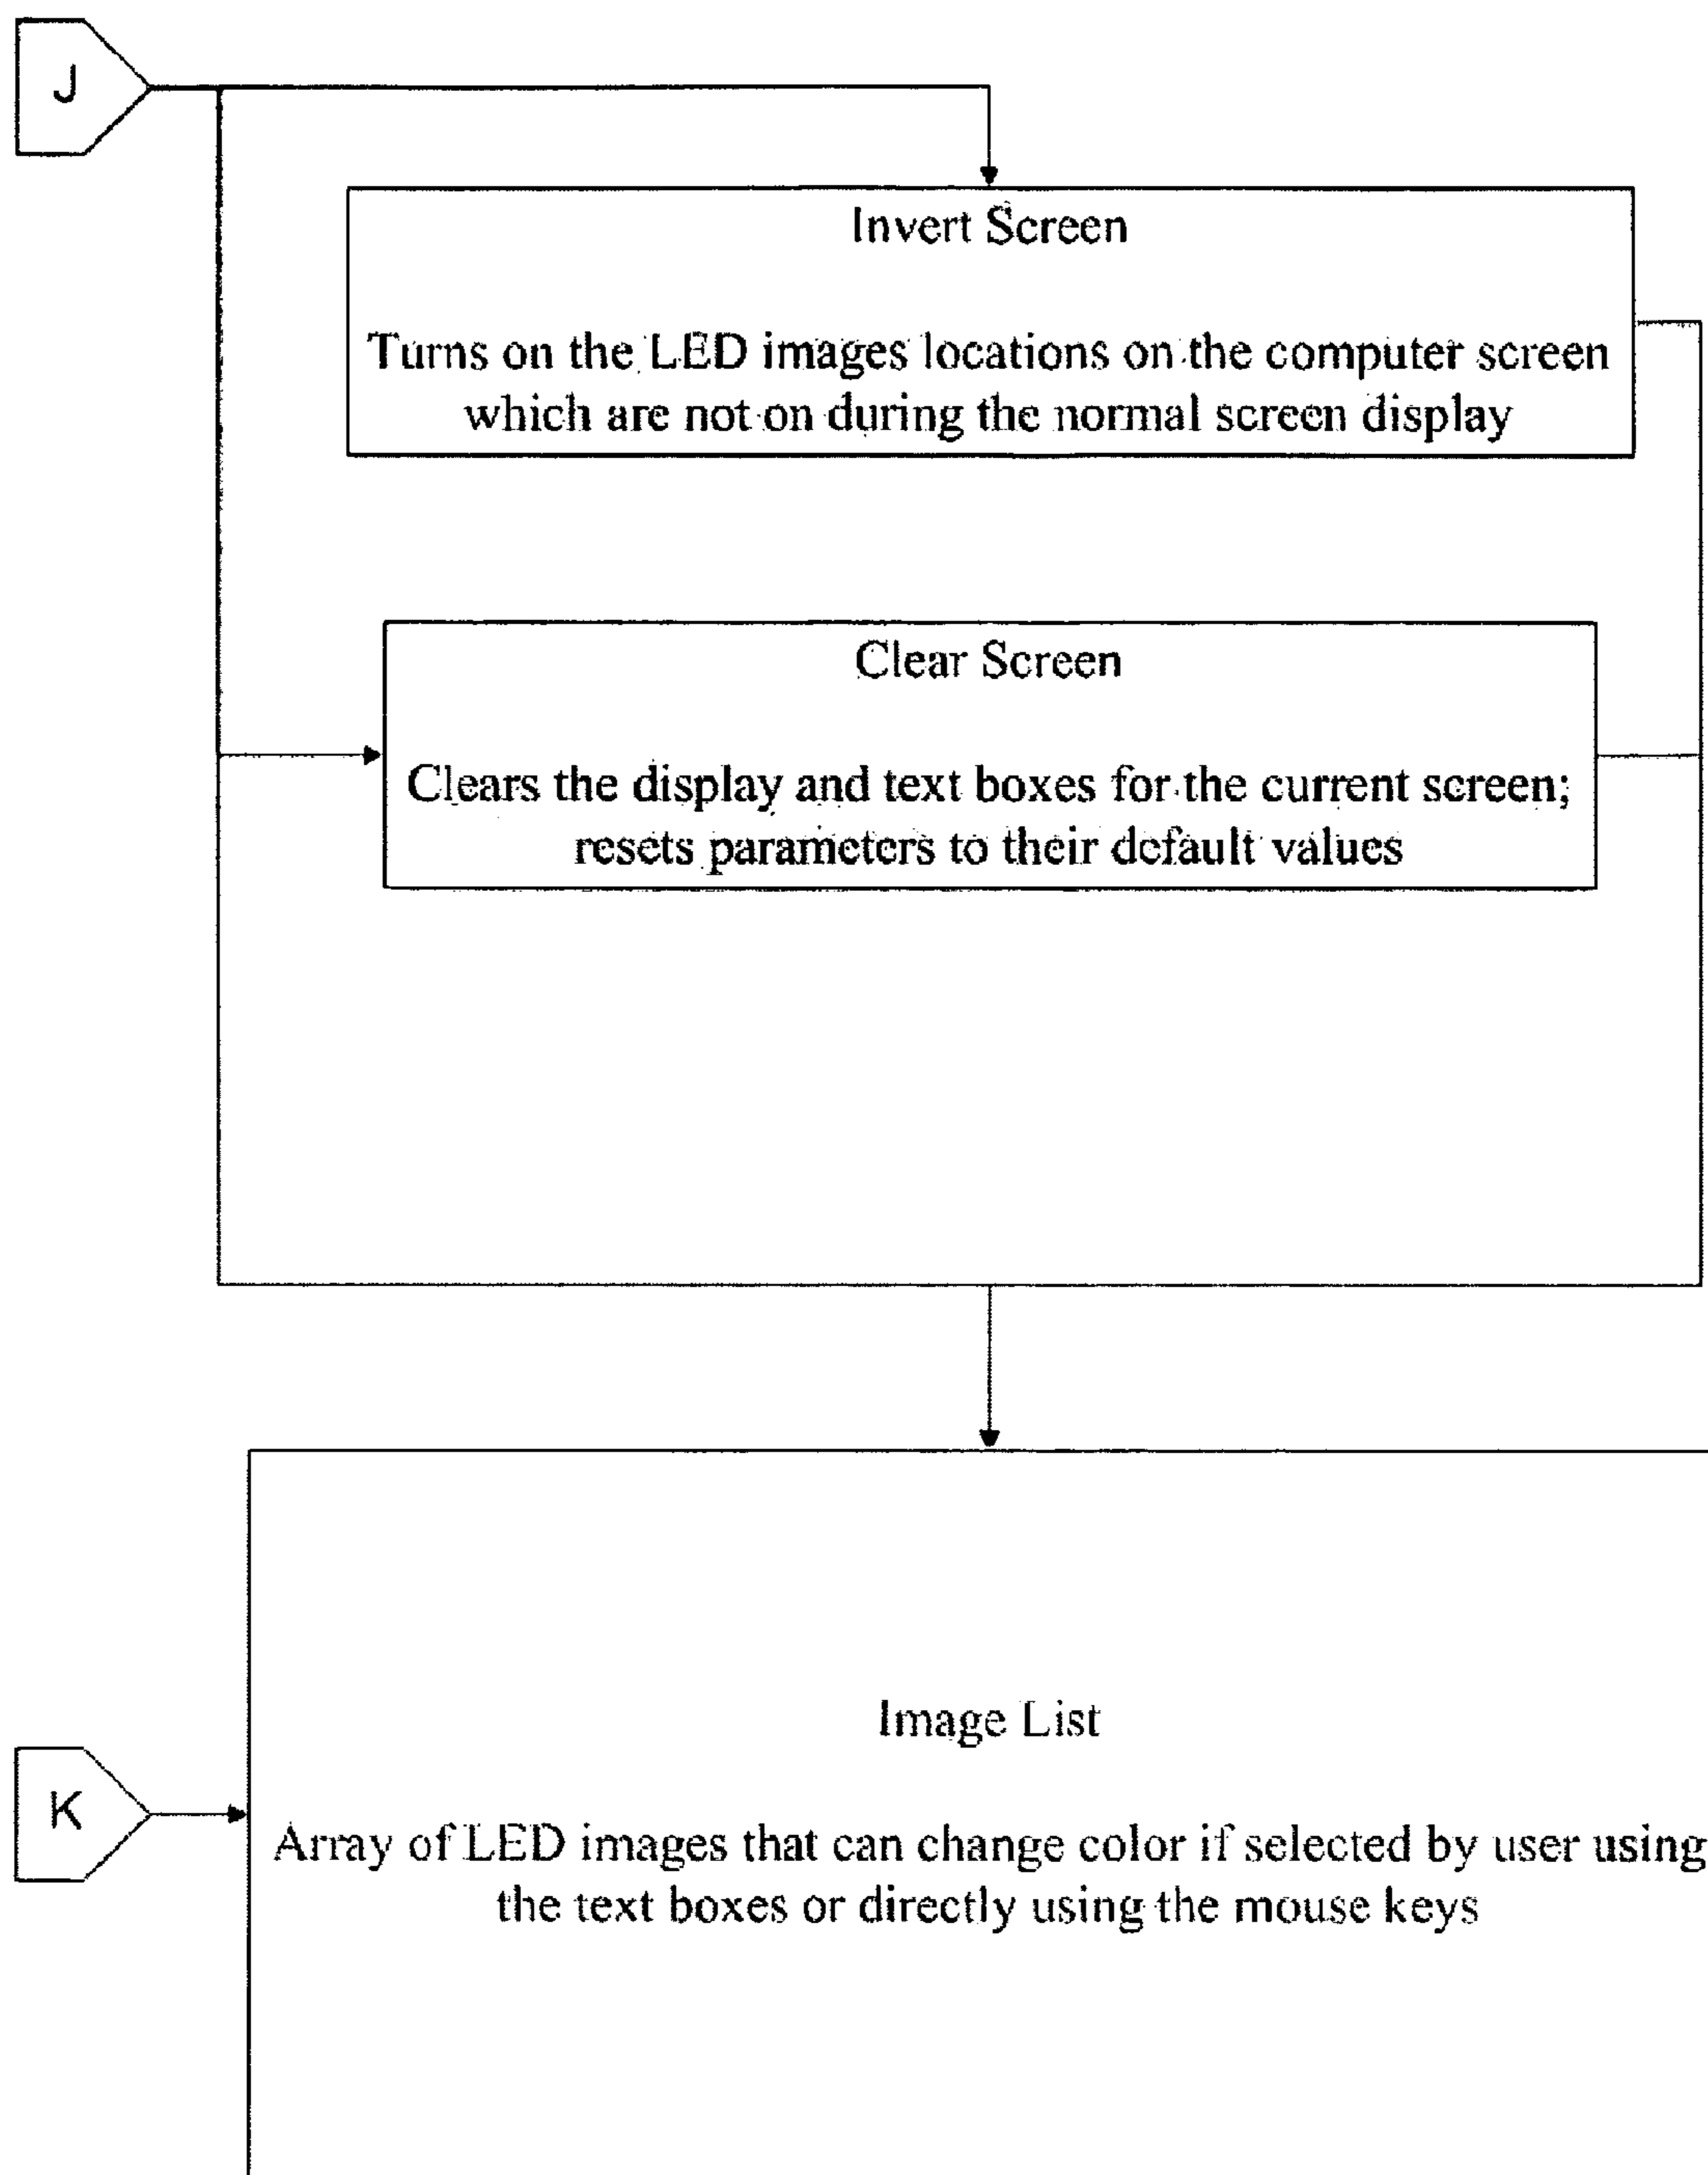 J
Invert Screen
Turns on the LED images locations on the computer screen
which are not on during the normal screen display
Clear Screen
Clears the display and text boxes for the current screen;
resets parameters to their default values
Image List
K
Array of LED images that can change color if selected by user using
the text boxes or directly using the mouse keys